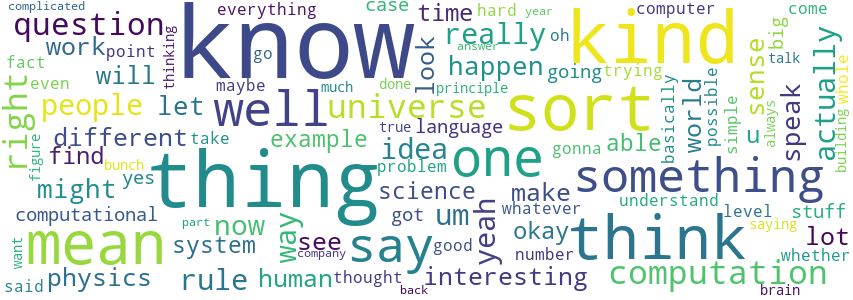 complicated
everything
case
time
hard
year
computer
come
question
know
really
oh
kind
big
answer
work
point
thinking
go
look
talk
fact
will
maybe
happen
going
trying
sense
actually
whole
even
much
done
principle
right
people
let
well
universe
sort
basically
world
possible
simple
u
always
speak
building
true
language
different
take
example
able
figure
find
idea
one
gonna
bunch
yes
thing
problem
something
might
science
make
understand
computational
now
way
got
um
yeah
whatever
level
stuff
part
see
say
good
okay
think
saying
want
mean
system
company
number
lot
whether
said
physics
rule
human
thought
interesting
computation
back
brain